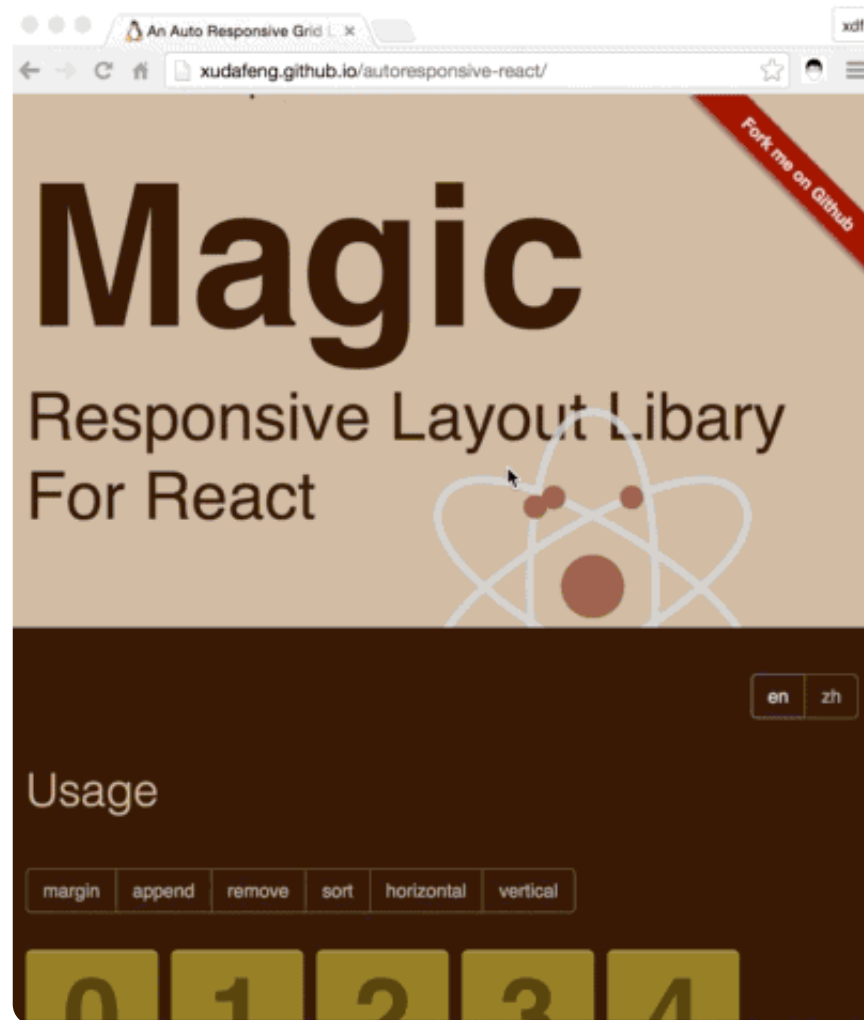 An Auto Responsive Grid
xdf
xudafeng.github.io/autoresponsive-react/
Fork me on Github
Magic
Responsive Layout Libary
For React
en zh
Usage
margin append remove sort horizontal vertical
0 1 2 3 4